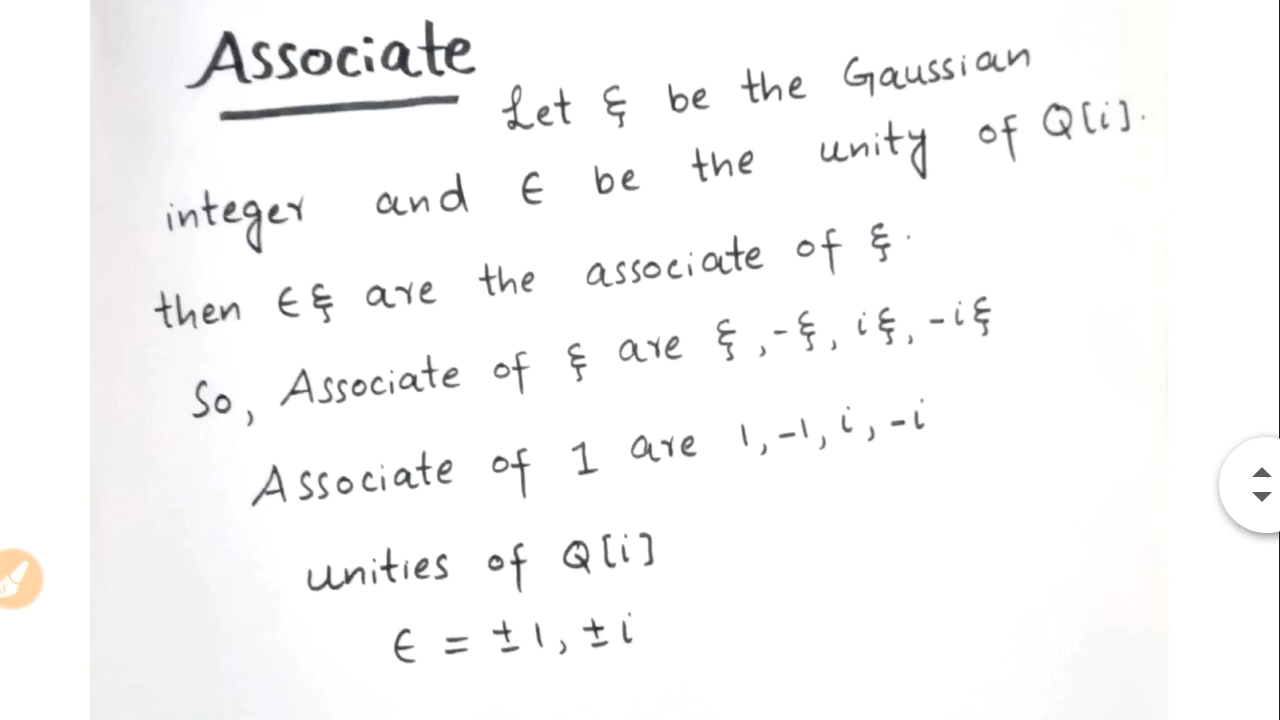 Associate
Let ξ be the Gaussian
integer and ϵ be the unity of Q[i].
then ϵξ are the associate of ξ.
So, Associate of ξ are ξ, -ξ, iξ, -iξ
Associate of 1 are 1, -1, i, -i
unities of Q[i]
ϵ = ±1, ±i